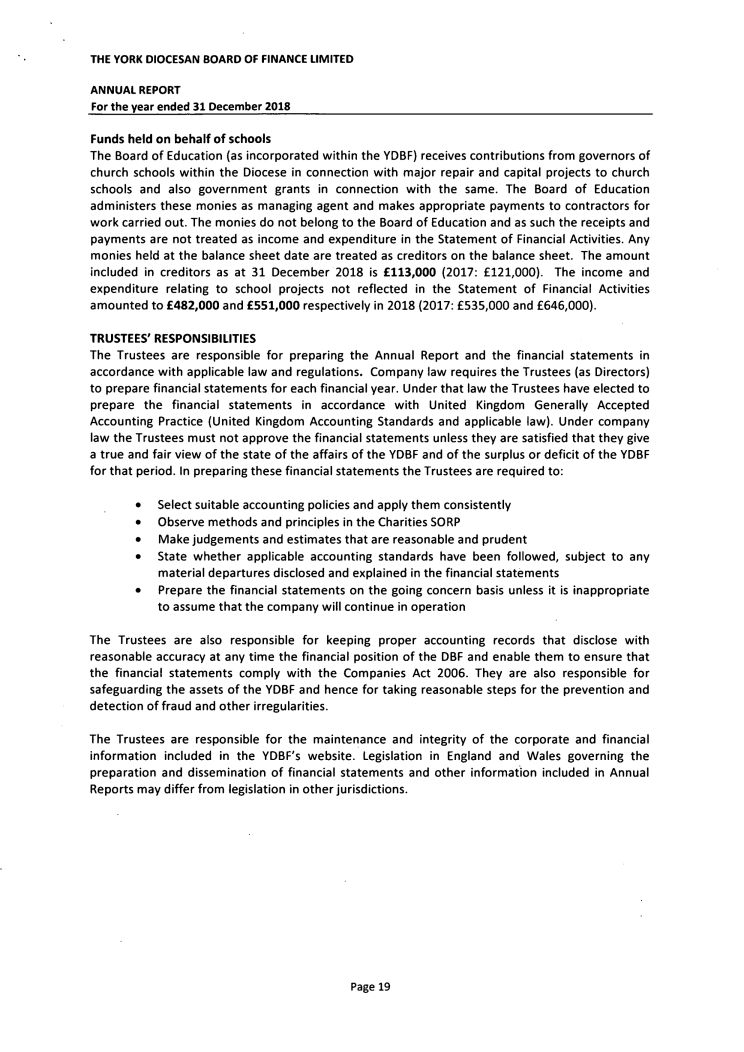 THE YORK DIOCESAN BOARD OF FINANCE LIMITED
ANNUAL REPORT
For the year ended 31 December 2018
Funds held on behalf of schools
The Board of Education (as incorporated within the YDBF) receives contributions from governors of
church schools within the Diocese in connection with major repair and capital projects to church
schools and also government grants in connection with the same. The Board of Education
administers these monies as managing agent and makes appropriate payments to contractors for
work carried out. The monies do not belong to the Board of Education and as such the receipts and
payments are not treated as income and expenditure in the Statement of Financial Activities. Any
monies held at the balance sheet date are treated as creditors on the balance sheet. The amount
included in creditors as at 31 December 2018 is £113,000 (2017: £121,000). The income and
expenditure relating to school projects not reflected in the Statement of Financial Activities
amounted to £482,000 and £551,000 respectively in 2018 (2017: £535,000 and £646,000).
TRUSTEES' RESPONSIBILITIES
The Trustees are responsible for preparing the Annual Report and the financial statements in
accordance with applicable law and regulations. Company law requires the Trustees (as Directors)
to prepare financial statements for each financial year. Under that law the Trustees have elected to
prepare the financial statements in accordance with United Kingdom Generally Accepted
Accounting Practice (United Kingdom Accounting Standards and applicable law). Under company
law the Trustees must not approve the financial statements unless they are satisfied that they give
a true and fair view of the state of the affairs of the YDBF and of the surplus or deficit of the YDBF
for that period. In preparing these financial statements the Trustees are required to:
• Select suitable accounting policies and apply them consistently
• Observe methods and principles in the Charities SORP
• Make judgements and estimates that are reasonable and prudent
• State whether applicable accounting standards have been followed, subject to any
material departures disclosed and explained in the financial statements
• Prepare the financial statements on the going concern basis unless it is inappropriate
to assume that the company will continue in operation
The Trustees are also responsible for keeping proper accounting records that disclose with
reasonable accuracy at any time the financial position of the DBF and enable them to ensure that
the financial statements comply with the Companies Act 2006. They are also responsible for
safeguarding the assets of the YDBF and hence for taking reasonable steps for the prevention and
detection of fraud and other irregularities.
The Trustees are responsible for the maintenance and integrity of the corporate and financial
information included in the YDBF's website. Legislation in England and Wales governing the
preparation and dissemination of financial statements and other information included in Annual
Reports may differ from legislation in other jurisdictions.
Page 19